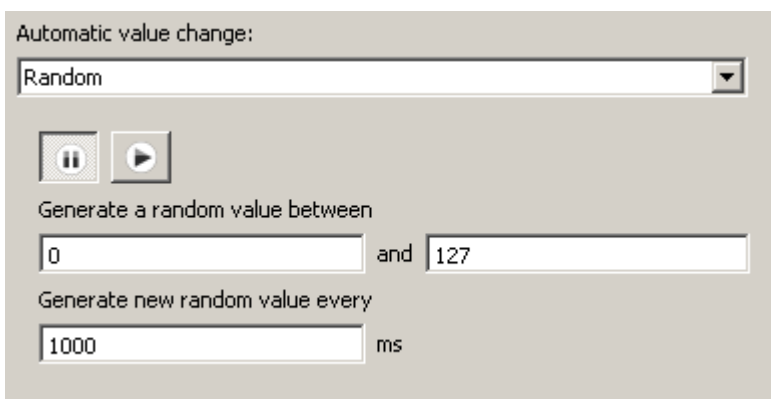 Automatic value change:
Random
Generate a random value between
0 and 127
Generate new random value every
1000 ms